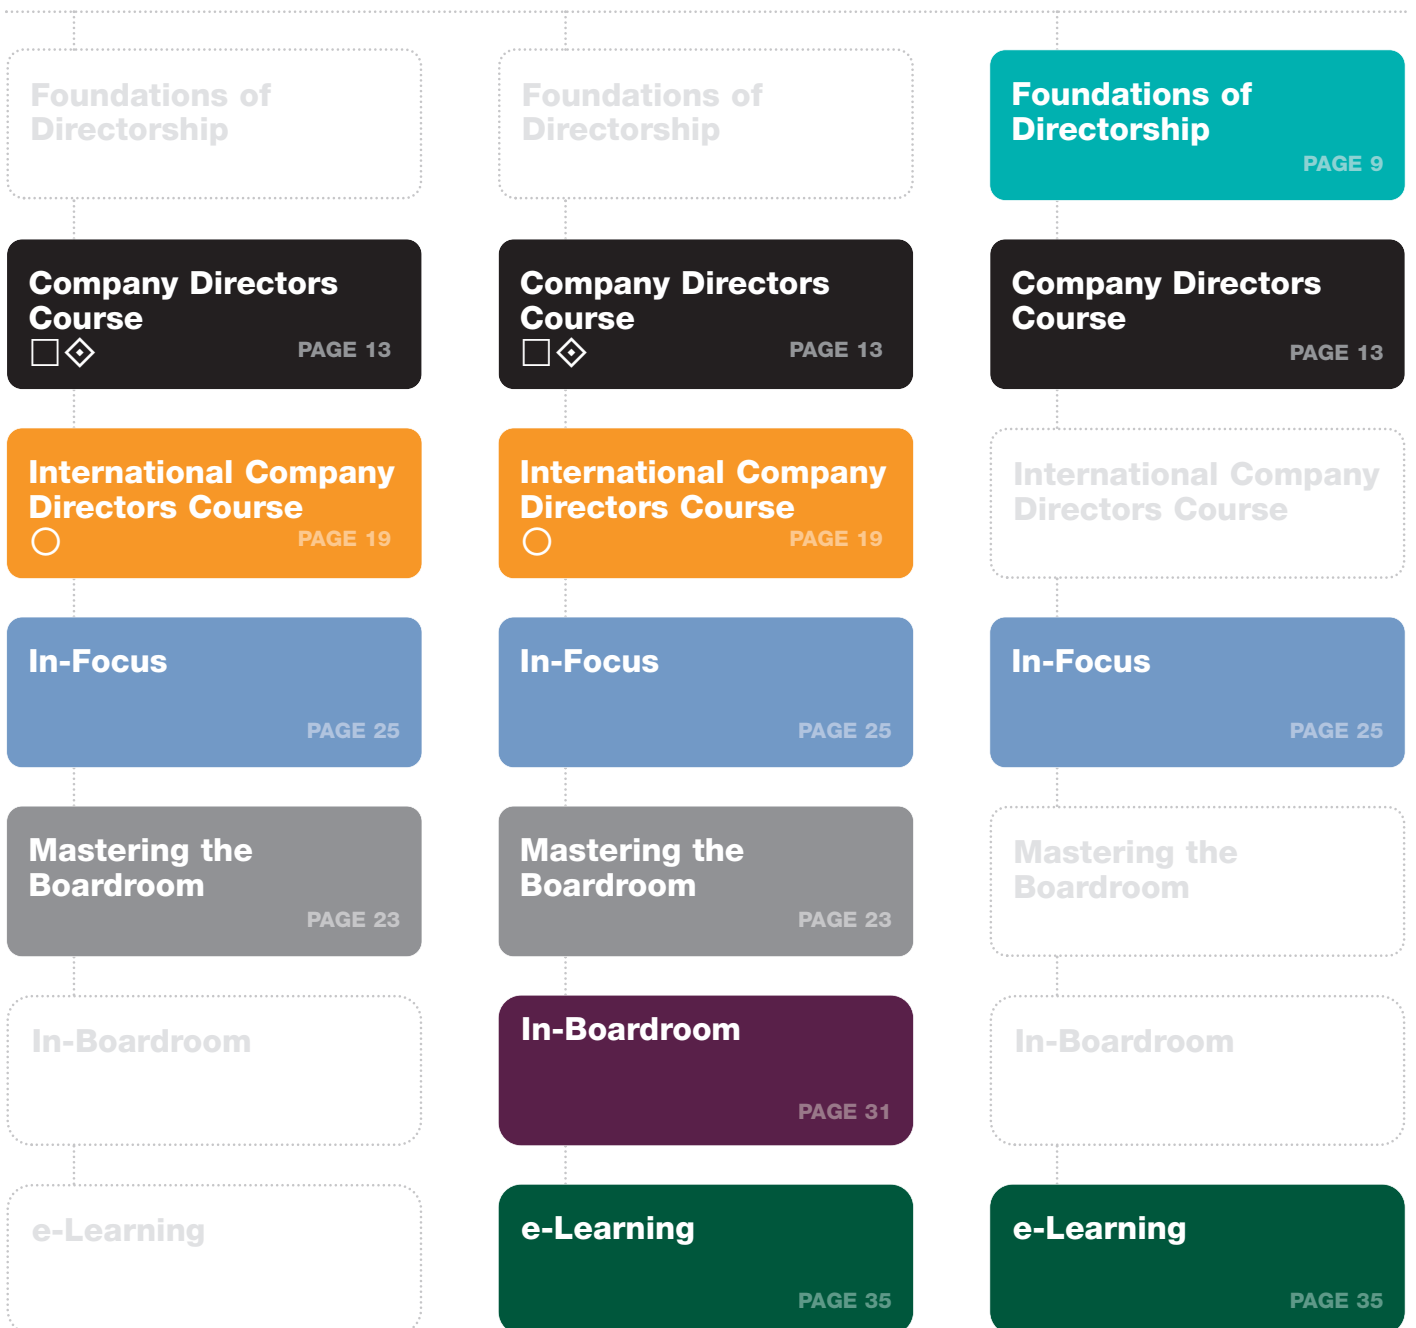 Foundations of
Directorship
Foundations of
Directorship
Foundations of
Directorship
PAGE 9
Company Directors
Course
PAGE 13
Company Directors
Course
PAGE 13
Company Directors
Course
PAGE 13
International Company
Directors Course
PAGE 19
International Company
Directors Course
PAGE 19
International Company
Directors Course
In-Focus
PAGE 25
In-Focus
PAGE 25
In-Focus
PAGE 25
Mastering the
Boardroom
PAGE 23
Mastering the
Boardroom
PAGE 23
Mastering the
Boardroom
In-Boardroom
In-Boardroom
PAGE 31
In-Boardroom
e-Learning
e-Learning
PAGE 35
e-Learning
PAGE 35